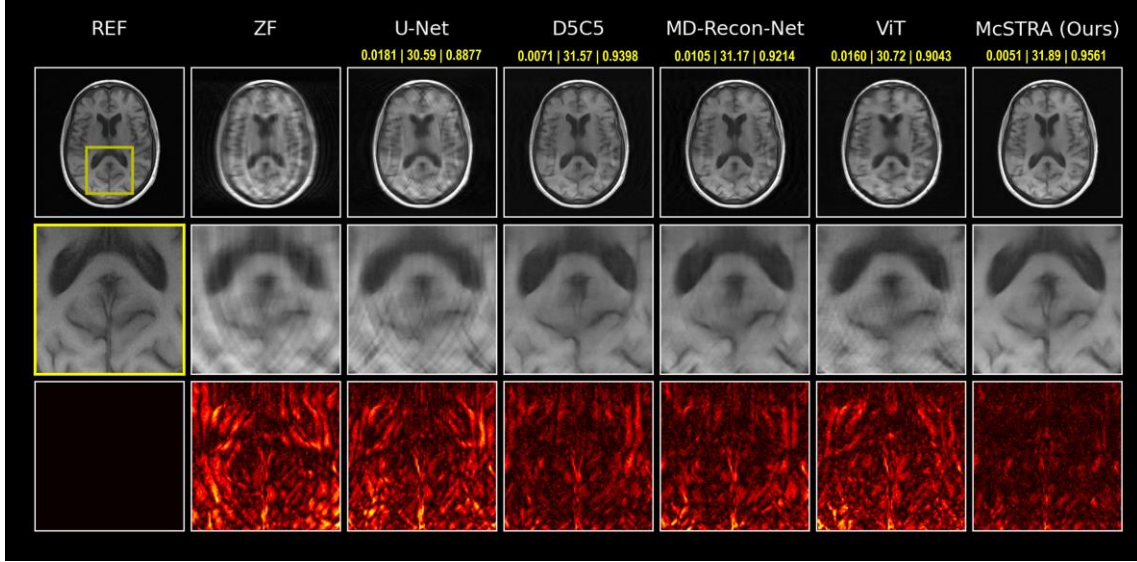 REF ZF U-Net D5C5 MD-Recon-Net ViT McSTRA (Ours)
0.0181 | 30.59 | 0.8877 0.0071 | 31.57 | 0.9398 0.0105 | 31.17 | 0.9214 0.0160 | 30.72 | 0.9043 0.0051 | 31.89 | 0.9561